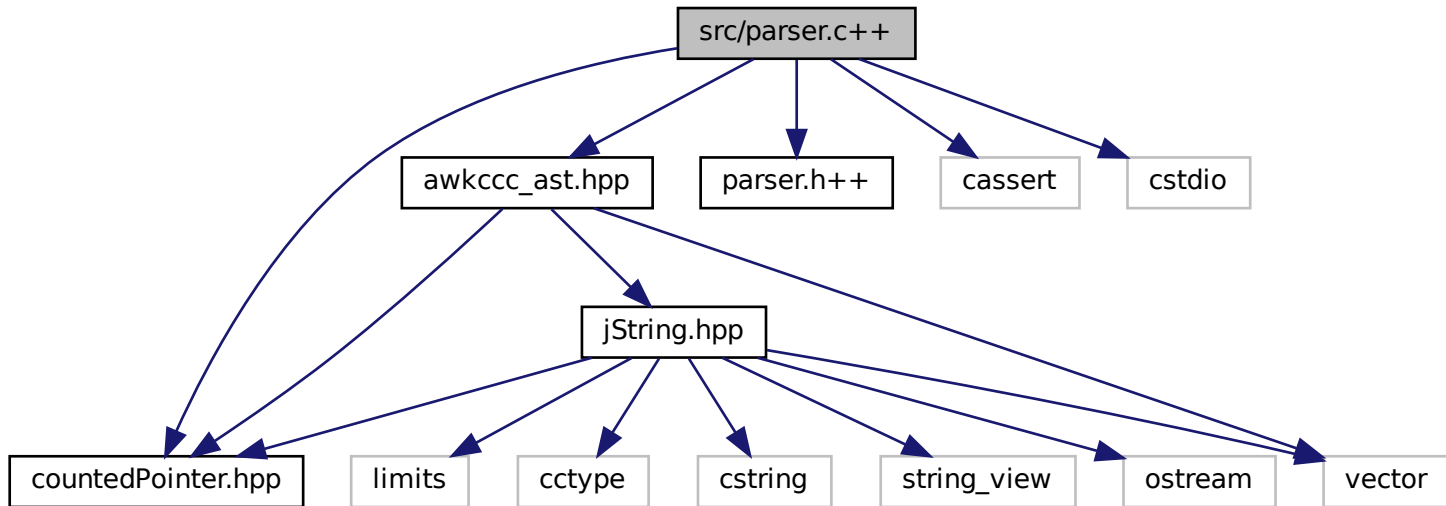 src/parser.c++
awkccc_ast.hpp
parser.h++
cassert
cstdio
jString.hpp
countedPointer.hpp
limits
cctype
cstring
string_view
ostream
vector